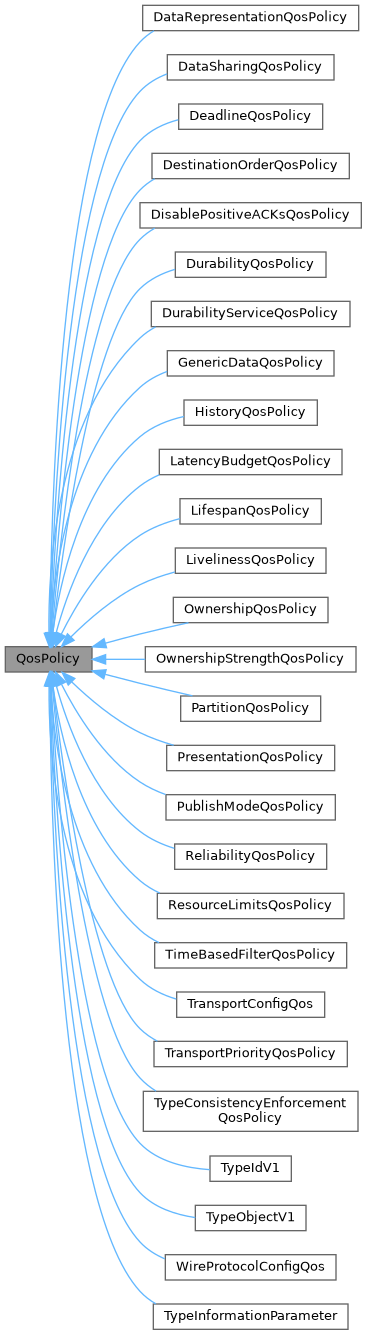 DataRepresentationQosPolicy
DataSharingQosPolicy
DeadlineQosPolicy
DestinationOrderQosPolicy
DisablePositiveACKsQosPolicy
DurabilityQosPolicy
DurabilityServiceQosPolicy
GenericDataQosPolicy
HistoryQosPolicy
LatencyBudgetQosPolicy
LifespanQosPolicy
LivelinessQosPolicy
OwnershipQosPolicy
QosPolicy
OwnershipStrengthQosPolicy
PartitionQosPolicy
PresentationQosPolicy
PublishModeQosPolicy
ReliabilityQosPolicy
ResourceLimitsQosPolicy
TimeBasedFilterQosPolicy
TransportConfigQos
TransportPriorityQosPolicy
TypeConsistencyEnforcement
QosPolicy
TypeIdV1
TypeObjectV1
WireProtocolConfigQos
TypeInformationParameter